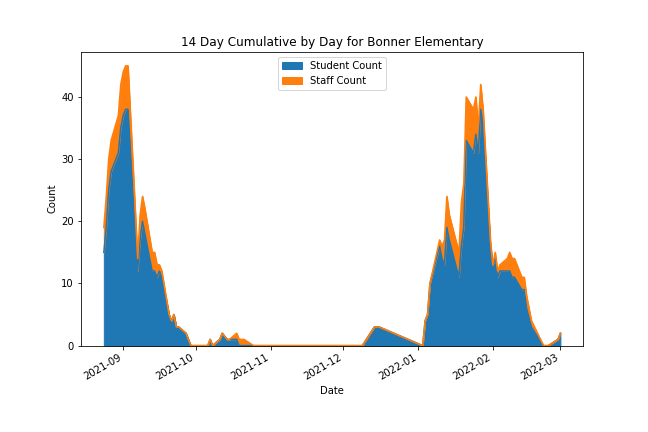 14 Day Cumulative by Day for Bonner Elementary
Student Count
Staff Count
Count
40
30
20
10
0
2021-09
2021-10
2021-11
2021-12
2022-01
2022-02
2022-03
Date